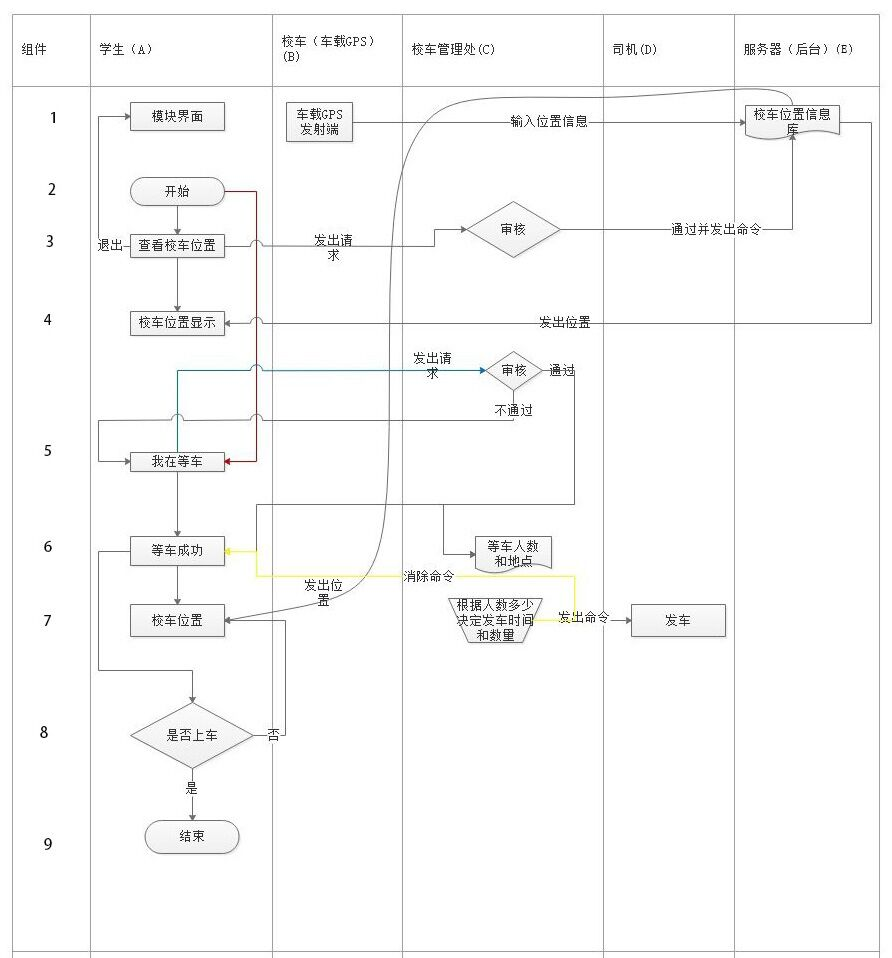 组件
学生（A）
校车（车载GPS）
(B)
校车管理处(C)
司机(D)
服务器（后台）(E)
1
模块界面
车载GPS
发射端
输入位置信息
校车位置信息
库
2
开始
3
退出
查看校车位置
发出请
求
审核
通过并发出命令
4
校车位置显示
发出位置
发出请
求
审核
通过
不通过
5
我在等车
6
等车成功
等车人数
和地点
消除命令
发出位
置
7
校车位置
根据人数多少
决定发车时间
和数量
发出命令
发车
8
是否上车
否
是
9
结束